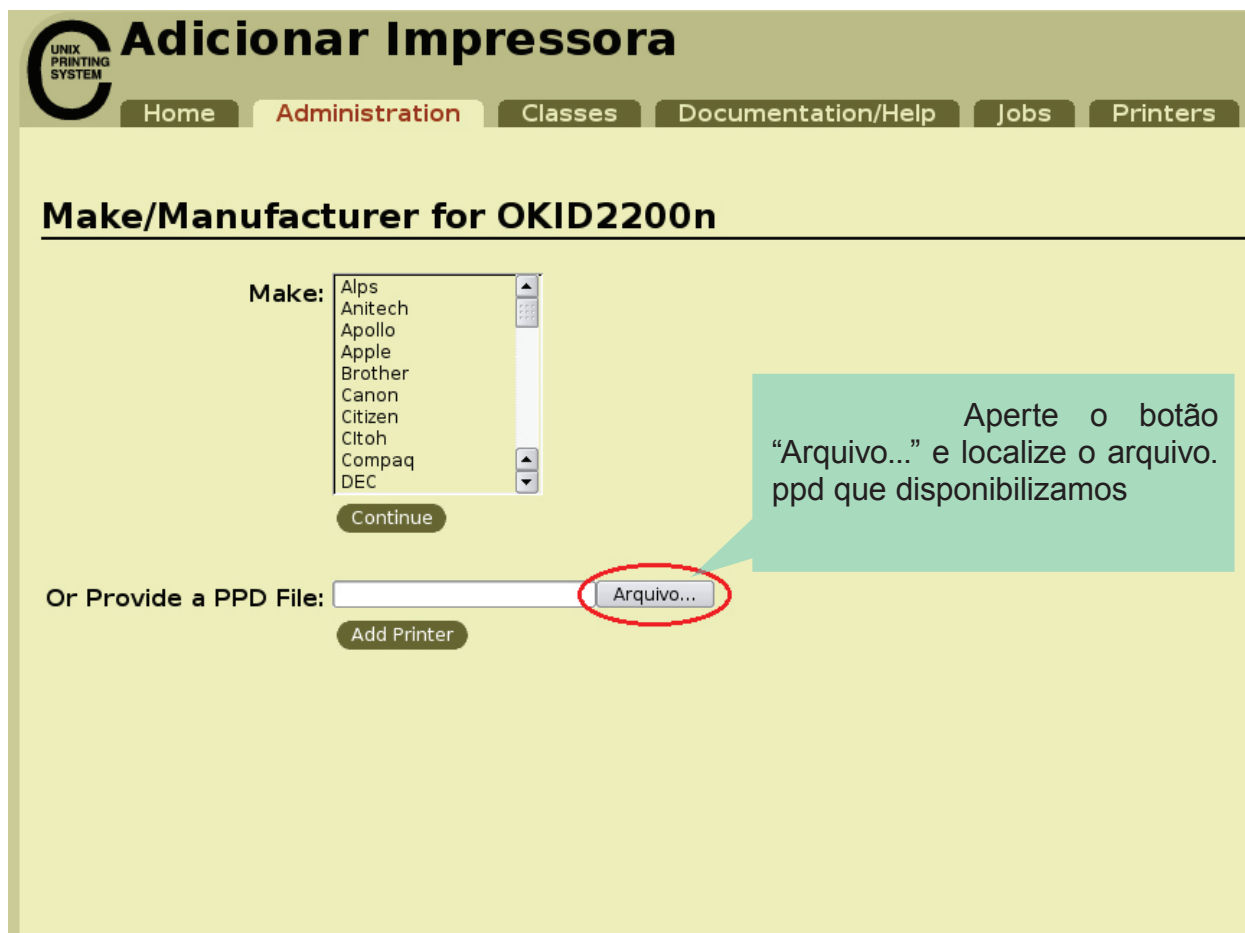 UNIX
PRINTING
SYSTEM
Adicionar Impressora
Home Administration Classes Documentation/Help Jobs Printers
Make/Manufacturer for OKID2200n
Make:
Alps
Anitech
Apollo
Apple
Brother
Canon
Citizen
CItoh
Compaq
DEC
Continue
Aperte o botão
“Arquivo...” e localize o arquivo.
ppd que disponibilizamos
Or Provide a PPD File: Arquivo...
Add Printer